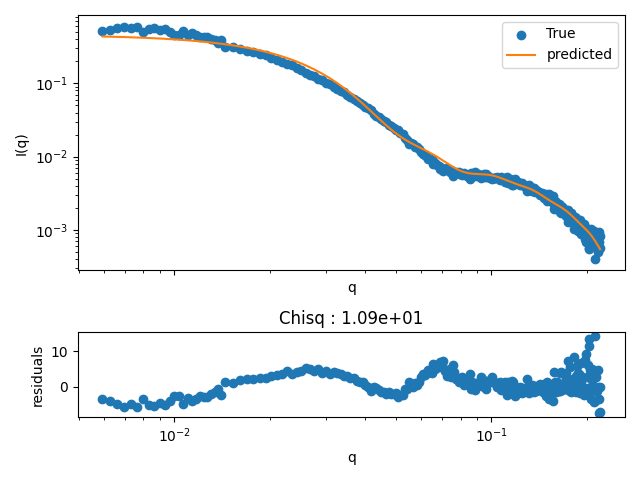 True
predicted
10⁻¹
10⁻²
10⁻³
I(q)
q
Chisq : 1.09e+01
10
0
residuals
10⁻²
10⁻¹
q